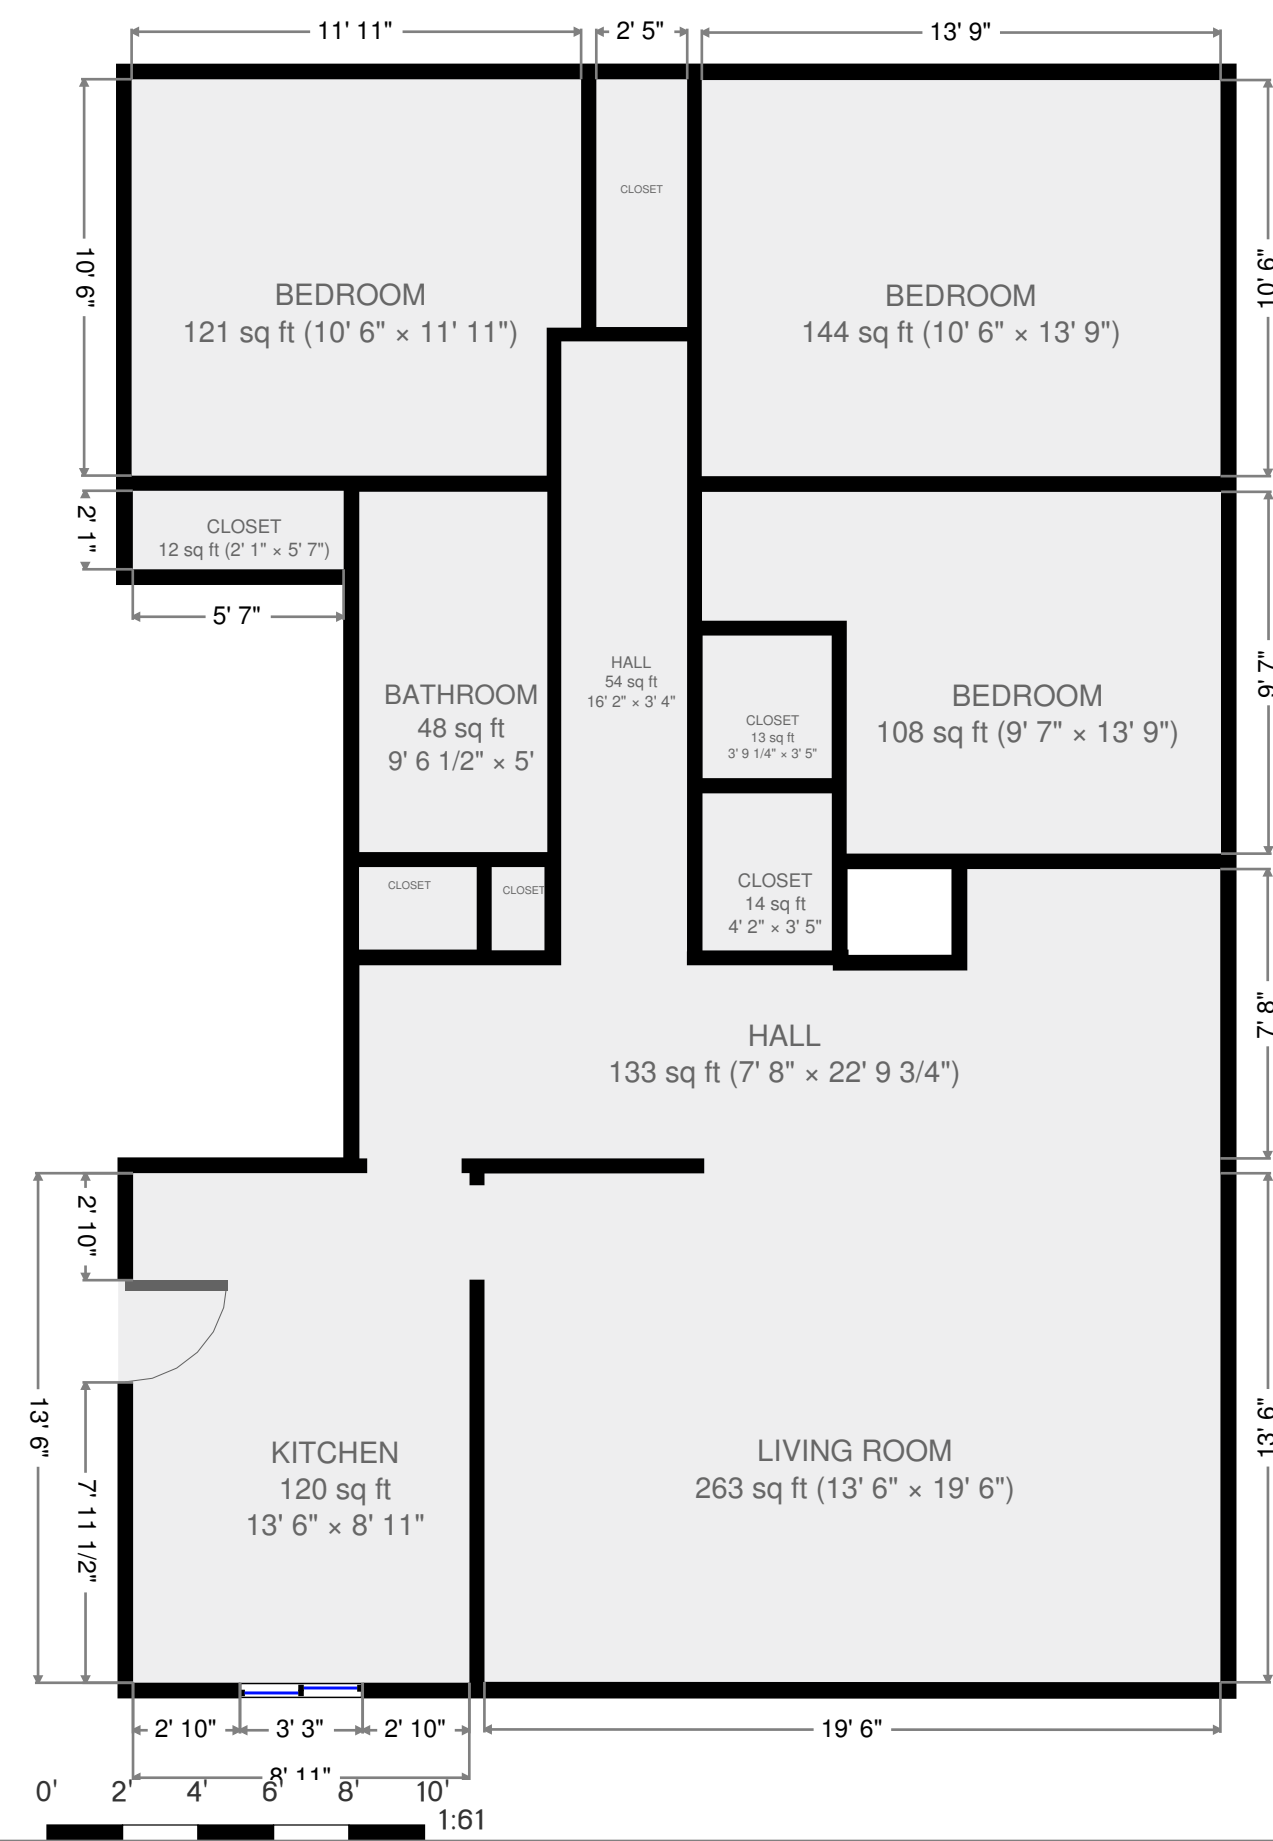 11' 11"
2' 5"
13' 9"
CLOSET
10' 6"
BEDROOM
121 sq ft (10' 6" × 11' 11")
BEDROOM
144 sq ft (10' 6" × 13' 9")
10' 6"
2' 1"
CLOSET
12 sq ft (2' 1" × 5' 7")
5' 7"
BATHROOM
48 sq ft
9' 6 1/2" × 5'
HALL
54 sq ft
16' 2" × 3' 4"
CLOSET
13 sq ft
3' 9 1/4" × 3' 5"
BEDROOM
108 sq ft (9' 7" × 13' 9")
9' 7"
CLOSET
CLOSET
CLOSET
14 sq ft
4' 2" × 3' 5"
HALL
133 sq ft (7' 8" × 22' 9 3/4")
7' 8"
2' 10"
13' 6"
7' 11 1/2"
KITCHEN
120 sq ft
13' 6" × 8' 11"
LIVING ROOM
263 sq ft (13' 6" × 19' 6")
13' 6"
2' 10"
3' 3"
2' 10"
19' 6"
8' 11"
0' 2' 4' 6' 8' 10'
1:61